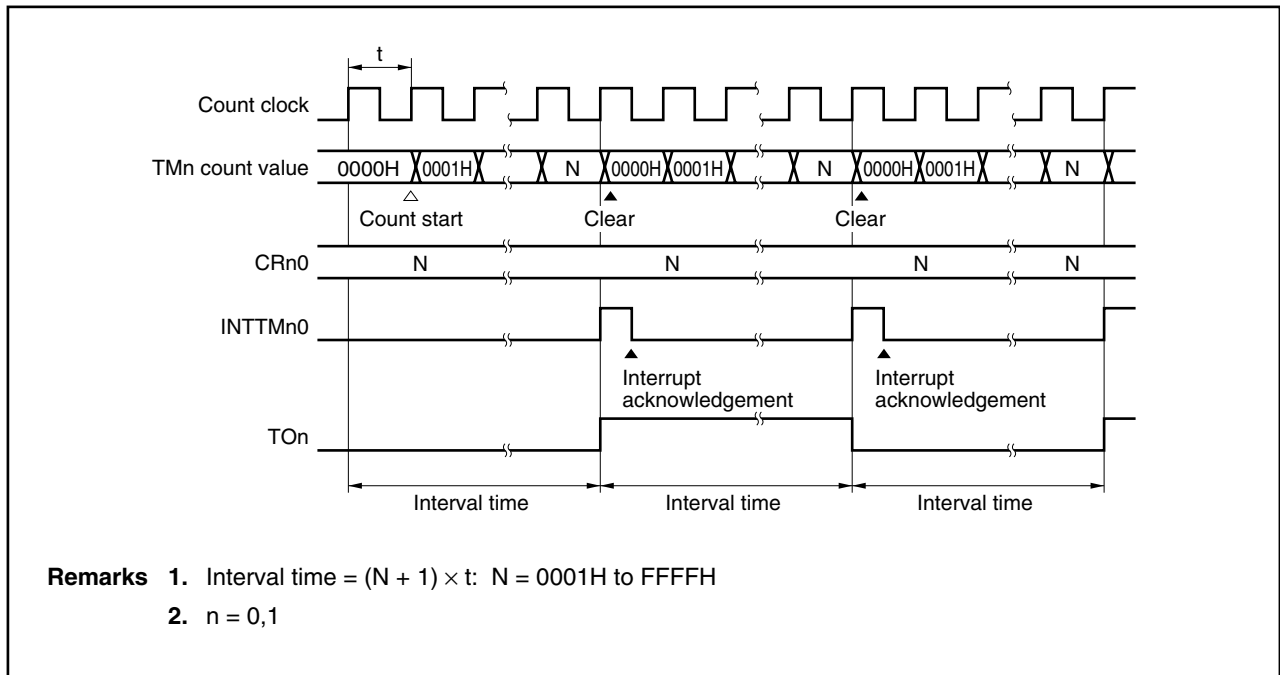 t
Count clock
TMn count value 0000H 0001H N 0000H 0001H N 0000H 0001H N
Count start Clear Clear
CRn0 N N N N
INTTMn0
Interrupt acknowledgement Interrupt acknowledgement
TOn
Interval time Interval time Interval time
Remarks 1. Interval time = (N + 1) × t: N = 0001H to FFFFH
2. n = 0,1